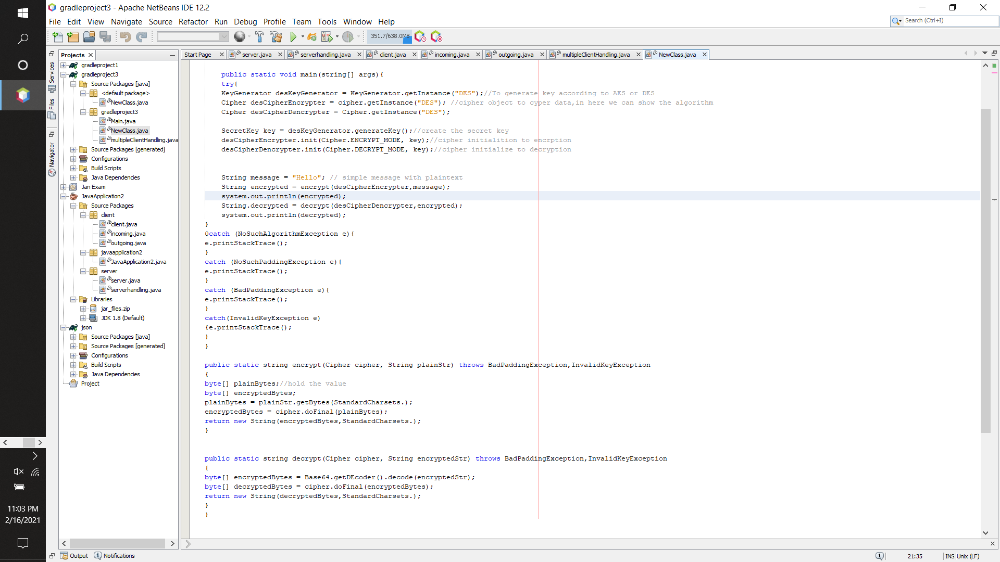 gradleproject3 - Apache NetBeans IDE 12.2
File Edit View Navigate Source Refactor Run Debug Profile Team Tools Window Help
Search (Ctrl+I)
351.7/638.0MB
Projects
Start Page server.java serverhandling.java client.java incoming.java outgoing.java multipleClientHandling.java NewClass.java
Services
Files
Navigator
gradleproject1
gradleproject3
Source Packages [java]
<default package>
NewClass.java
gradleproject3
Main.java
NewClass.java
multipleClientHandling.java
Source Packages [generated]
Configurations
Build Scripts
Java Dependencies
Jan Exam
JavaApplication2
Source Packages
client
client.java
incoming.java
outgoing.java
javaapplication2
JavaApplication2.java
server
server.java
serverhandling.java
Libraries
jar_files.zip
JDK 1.8 (Default)
json
Source Packages [java]
Source Packages [generated]
Configurations
Build Scripts
Java Dependencies
Project
public static void main(string[] args){
try{
KeyGenerator desKeyGenerator = KeyGenerator.getInstance("DES");//To generate key according to AES or DES
Cipher desCipherEncrypter = cipher.getInstance("DES"); //cipher object to cyper data,in here we can show the algorithm
Cipher desCipherDencrypter = Cipher.getInstance("DES");
SecretKey key = desKeyGenerator.generateKey();//create the secret key
desCipherEncrypter.init(Cipher.ENCRYPT_MODE, key);//cipher initialition to encrption
desCipherDencrypter.init(Cipher.DECRYPT_MODE, key);//cipher initialize to decryption
String message = "Hello"; // simple message with plaintext
String encrypted = encrypt(desCipherEncrypter,message);
system.out.println(encrypted);
String.decrypted = decrypt(desCipherDencrypter,encrypted);
system.out.println(decrypted);
}
0catch (NoSuchAlgorithmException e){
e.printStackTrace();
}
catch (NoSuchPaddingException e){
e.printStackTrace();
}
catch (BadPaddingException e){
e.printStackTrace();
}
catch(InvalidKeyException e)
{e.printStackTrace();
}
}
public static string encrypt(Cipher cipher, String plainStr) throws BadPaddingException,InvalidKeyException
{
byte[] plainBytes;//hold the value
byte[] encryptedBytes;
plainBytes = plainStr.getBytes(StandardCharsets.);
encryptedBytes = cipher.doFinal(plainBytes);
return new String(encryptedBytes,StandardCharsets.);
}
public static string decrypt(Cipher cipher, String encryptedStr) throws BadPaddingException,InvalidKeyException
{
byte[] encryptedBytes = Base64.getDEcoder().decode(encryptedStr);
byte[] decryptedBytes = cipher.doFinal(encryptedBytes);
return new String(decryptedBytes,StandardCharsets.);
}
}
11:03 PM
2/16/2021
Output Notifications
21:35 INS Unix (LF)